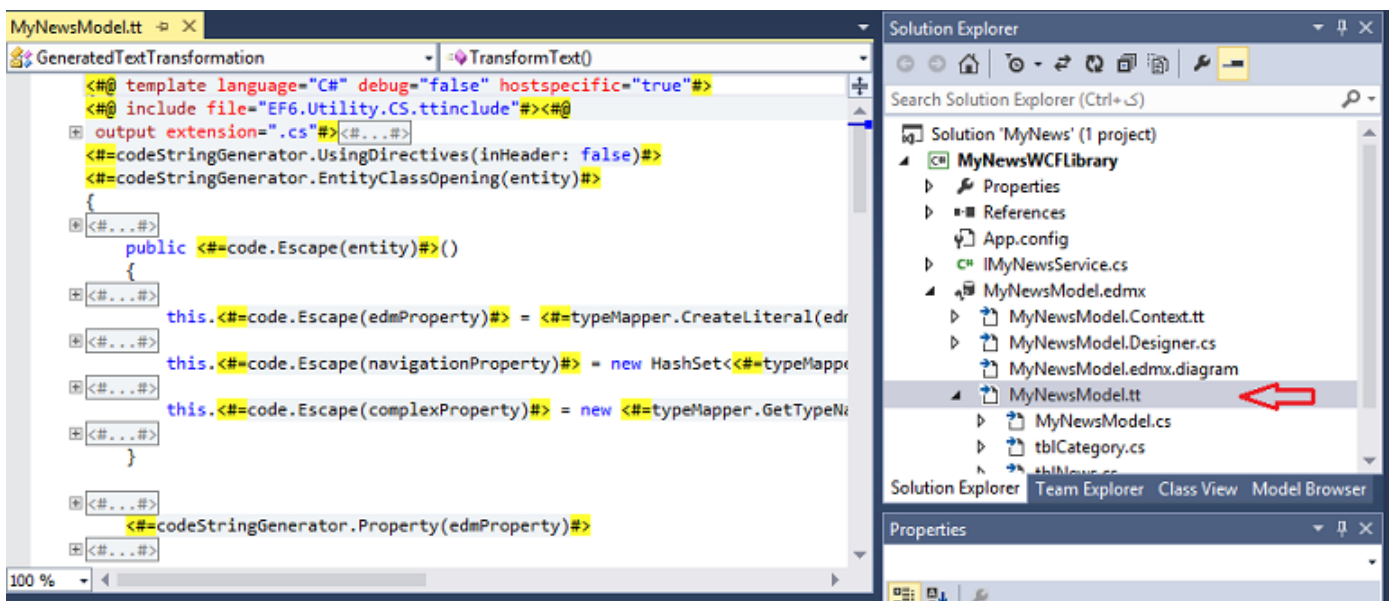 MyNewsModel.tt
GeneratedTextTransformation
TransformText()
<#@ template language="C#" debug="false" hostspecific="true"#>
<#@ include file="EF6.Utility.CS.ttinclude"#><#@
output extension=".cs"#><#...#>
<#=codeStringGenerator.UsingDirectives(inHeader: false)#>
<#=codeStringGenerator.EntityClassOpening(entity)#>
{
<#...#>
public <#=code.Escape(entity)#>()
{
<#...#>
this.<#=code.Escape(edmProperty)#> = <#=typeMapper.CreateLiteral(edm
<#...#>
this.<#=code.Escape(navigationProperty)#> = new HashSet<<#=typeMappe
<#...#>
this.<#=code.Escape(complexProperty)#> = new <#=typeMapper.GetTypeNa
<#...#>
}
<#...#>
<#=codeStringGenerator.Property(edmProperty)#>
<#...#>
100 %
Solution Explorer
Search Solution Explorer (Ctrl+ی)
Solution 'MyNews' (1 project)
C# MyNewsWCFLibrary
Properties
References
App.config
C# IMyNewsService.cs
MyNewsModel.edmx
MyNewsModel.Context.tt
MyNewsModel.Designer.cs
MyNewsModel.edmx.diagram
MyNewsModel.tt
MyNewsModel.cs
tblCategory.cs
tblNews.cs
Solution Explorer Team Explorer Class View Model Browser
Properties